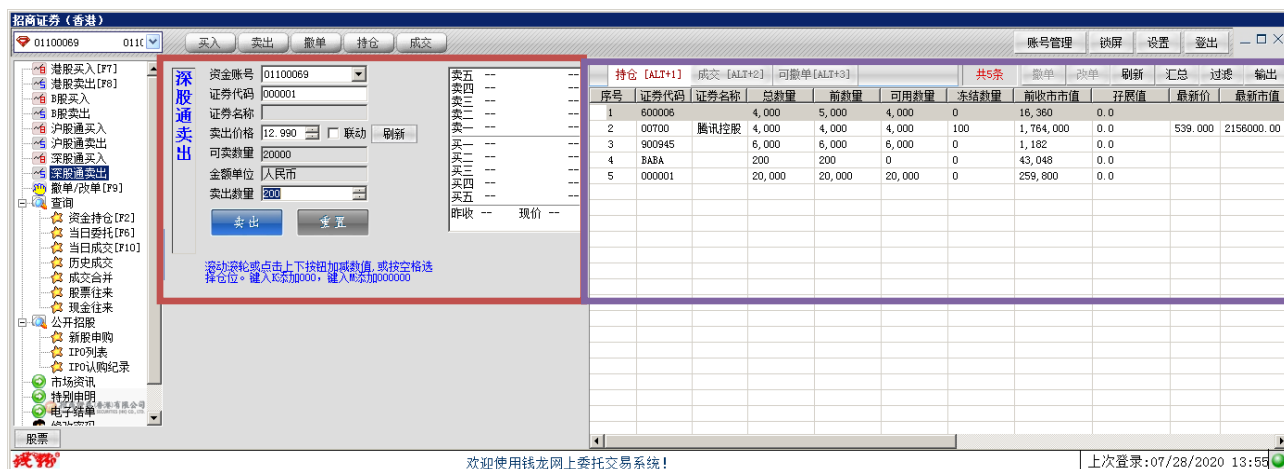 招商证券（香港）
01100069 0110
买入 卖出 撤单 持仓 成交 账号管理 锁屏 设置 登出
港股买入[F7]
港股卖出[F8]
B股买入
B股卖出
沪股通买入
沪股通卖出
深股通买入
深股通卖出
撤单/改单[F9]
查询
资金持仓[F2]
当日委托[F6]
当日成交[F10]
历史成交
成交合并
股票往来
现金往来
公开招股
新股申购
IPO列表
IPO认购纪录
市场资讯
特别申明
电子结单
修改密码
股票
深股通卖出
资金账号 01100069
证券代码 000001
证券名称
卖出价格 12.990 联动 刷新
可卖数量 20000
金额单位 人民币
卖出数量 200
卖出 重置
滚动滚轮或点击上下按钮加减数值,或按空格选
择仓位。键入K添加000，键入M添加000000
卖五 -- --
卖四 -- --
卖三 -- --
卖二 -- --
卖一 -- --
买一 -- --
买二 -- --
买三 -- --
买四 -- --
买五 -- --
昨收 -- 现价 --
持仓 [ALT+1] 成交 [ALT+2] 可撤单[ALT+3] 共5条 撤单 改单 刷新 汇总 过滤 输出
序号 证券代码 证券名称 总数量 前数量 可用数量 冻结数量 前收市市值 孖展值 最新价 最新市值
1 600006 4,000 5,000 4,000 0 16,360 0.0
2 00700 腾讯控股 4,000 4,000 4,000 100 1,764,000 0.0 539.000 2156000.00
3 900945 6,000 6,000 6,000 0 1,182 0.0
4 BABA 200 200 0 0 43,048 0.0
5 000001 20,000 20,000 20,000 0 259,800 0.0
钱龙 欢迎使用钱龙网上委托交易系统! 上次登录:07/28/2020 13:55